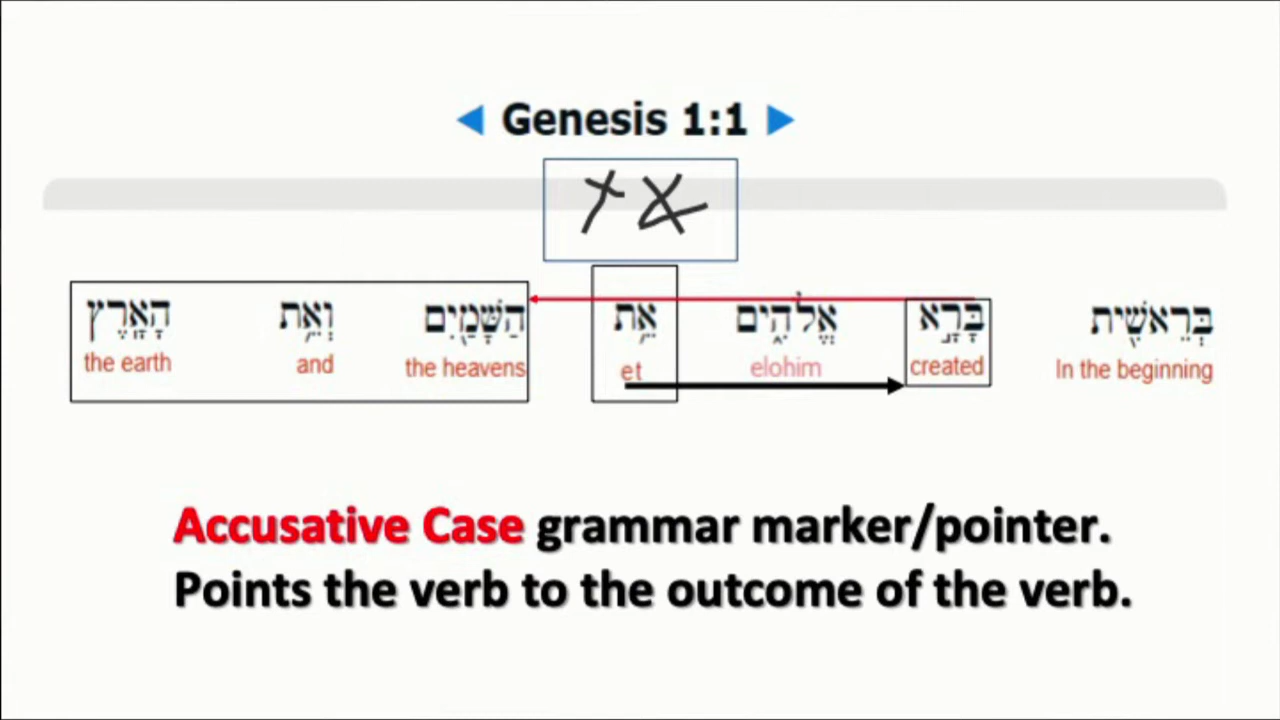 Genesis 1:1
𐤀𐤕
בְּרֵאשִׁ֖ית בָּרָ֣א אֱלֹהִ֑ים אֵ֥ת הַשָּׁמַ֖יִם וְאֵ֥ת הָאָֽרֶץ
the earth and the heavens et elohim created In the beginning
Accusative Case grammar marker/pointer.
Points the verb to the outcome of the verb.